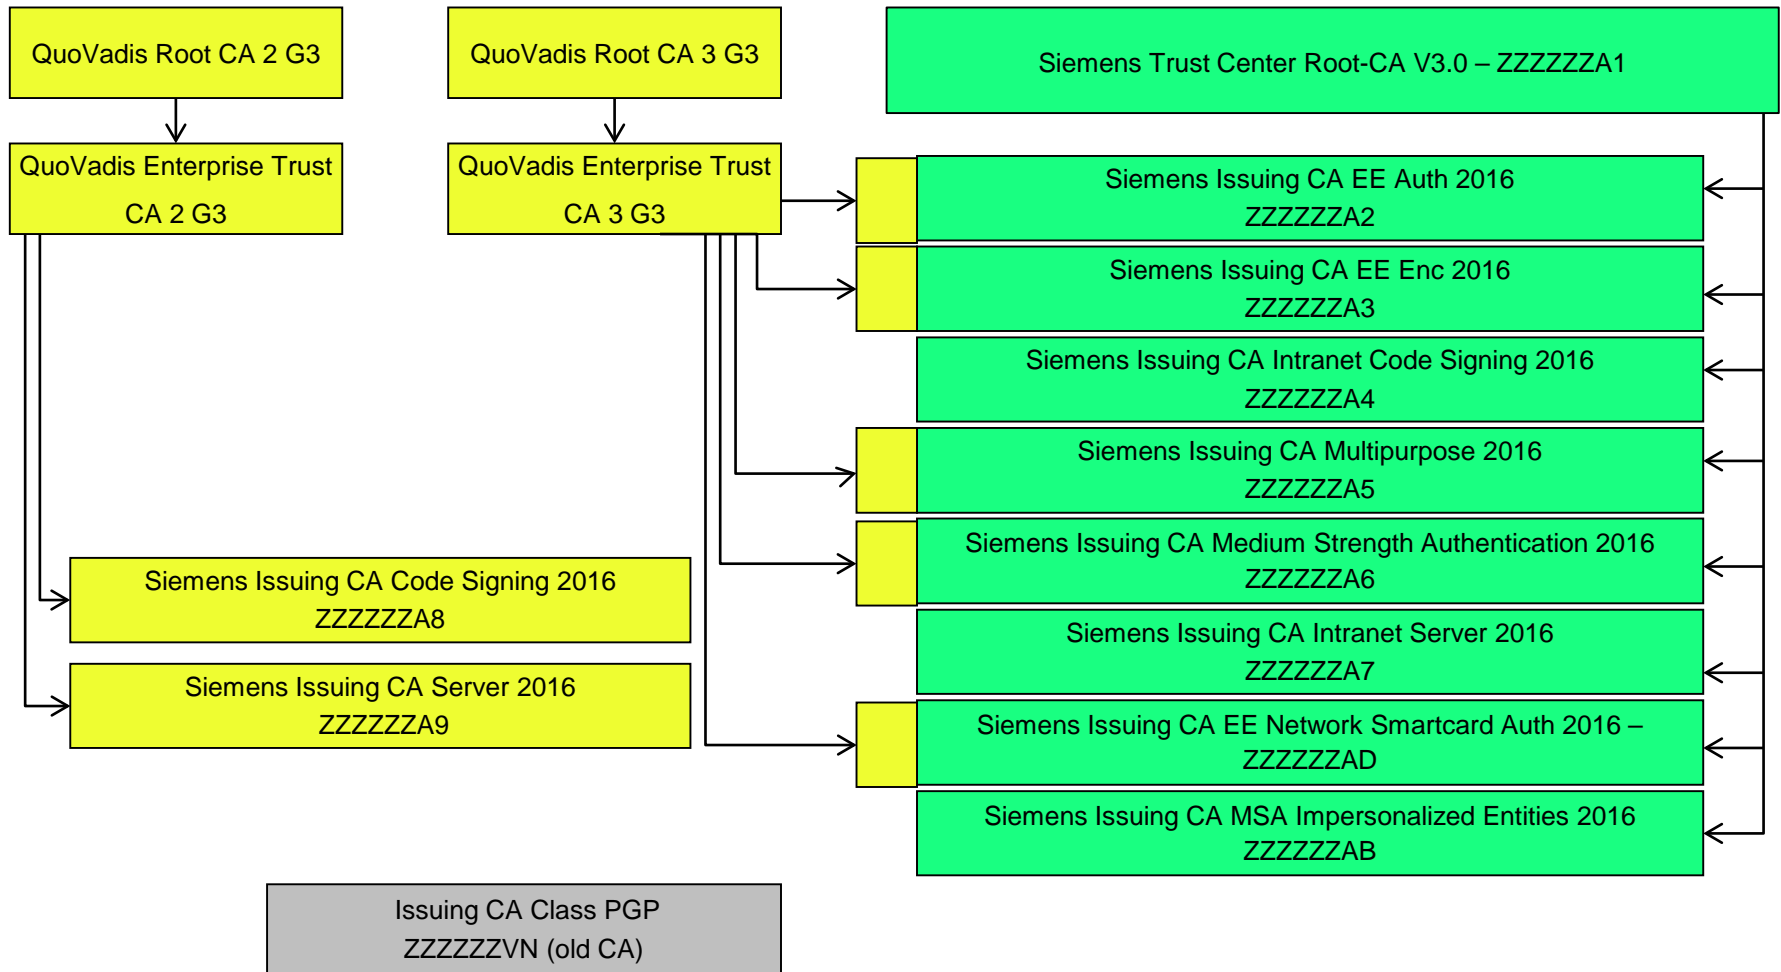 QuoVadis Root CA 2 G3
QuoVadis Root CA 3 G3
Siemens Trust Center Root-CA V3.0 – ZZZZZZA1
QuoVadis Enterprise Trust
CA 2 G3
QuoVadis Enterprise Trust
CA 3 G3
Siemens Issuing CA EE Auth 2016
ZZZZZZA2
Siemens Issuing CA EE Enc 2016
ZZZZZZA3
Siemens Issuing CA Intranet Code Signing 2016
ZZZZZZA4
Siemens Issuing CA Multipurpose 2016
ZZZZZZA5
Siemens Issuing CA Medium Strength Authentication 2016
ZZZZZZA6
Siemens Issuing CA Code Signing 2016
ZZZZZZA8
Siemens Issuing CA Intranet Server 2016
ZZZZZZA7
Siemens Issuing CA Server 2016
ZZZZZZA9
Siemens Issuing CA EE Network Smartcard Auth 2016 –
ZZZZZZAD
Siemens Issuing CA MSA Impersonalized Entities 2016
ZZZZZZAB
Issuing CA Class PGP
ZZZZZZVN (old CA)